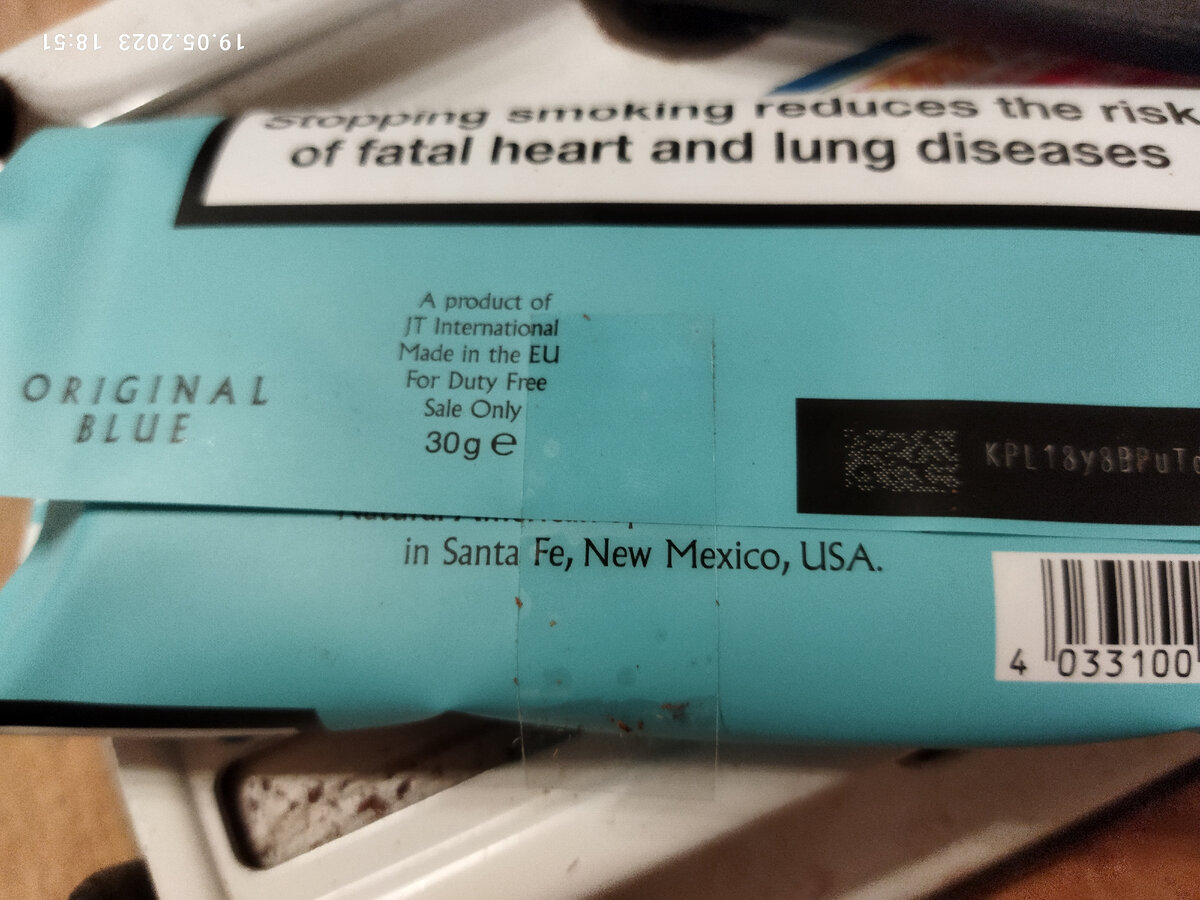 19.05.2023 18:51
Stopping smoking reduces the risk
of fatal heart and lung diseases
A product of
JT International
Made in the EU
For Duty Free
Sale Only
30g e
ORIGINAL
BLUE
KPL18y8BPuT
Natural American
in Santa Fe, New Mexico, USA.
4 033100